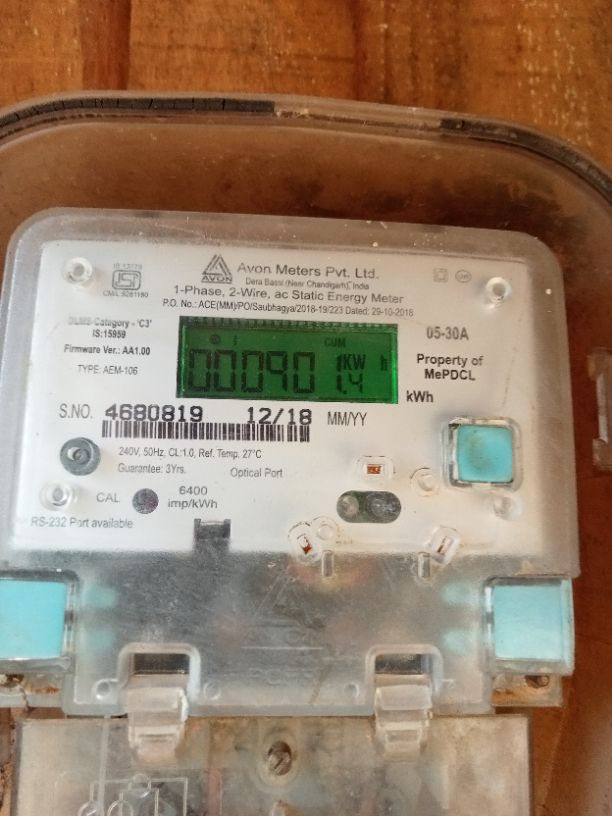 IS 13779
CM/L 9281180
AVON
Avon Meters Pvt. Ltd.
Dera Bassi (Near Chandigarh), India
1-Phase, 2-Wire, ac Static Energy Meter
P.O. No.: ACE(MM)/PO/Saubhagya/2018-19/223 Dated: 29-10-2018
DLMS-Category - 'C3'
IS:15959
Firmware Ver.: AA1.00
TYPE: AEM-106
CUM
KW h
000901
1.4
05-30A
Property of
MePDCL
kWh
S.NO. 4680819 12/18 MM/YY
240V, 50Hz, CL:1.0, Ref. Temp. 27°C
Guarantee: 3Yrs. Optical Port
CAL 6400
imp/kWh
RS-232 Port available